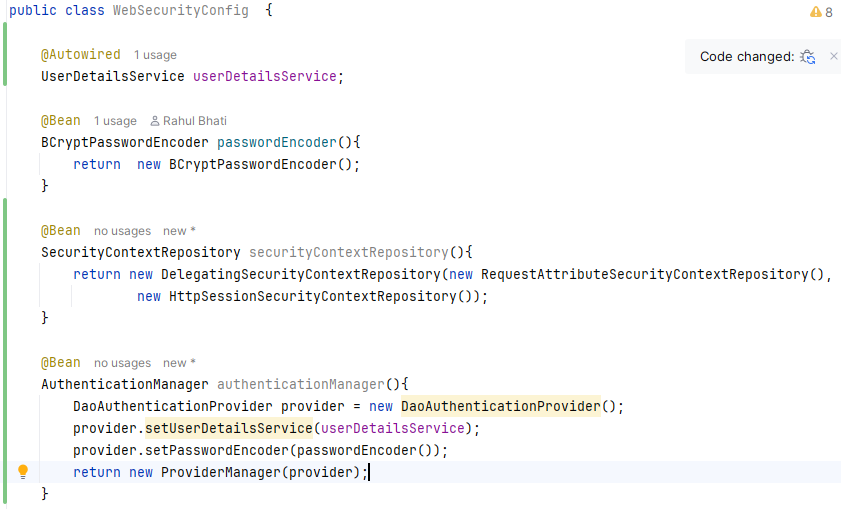 public class WebSecurityConfig  {
8
@Autowired 1 usage
Code changed:
UserDetailsService userDetailsService;
@Bean 1 usage Rahul Bhati
BCryptPasswordEncoder passwordEncoder(){
return  new BCryptPasswordEncoder();
}
@Bean no usages new *
SecurityContextRepository securityContextRepository(){
return new DelegatingSecurityContextRepository(new RequestAttributeSecurityContextRepository(),
new HttpSessionSecurityContextRepository());
}
@Bean no usages new *
AuthenticationManager authenticationManager(){
DaoAuthenticationProvider provider = new DaoAuthenticationProvider();
provider.setUserDetailsService(userDetailsService);
provider.setPasswordEncoder(passwordEncoder());
return new ProviderManager(provider);
}